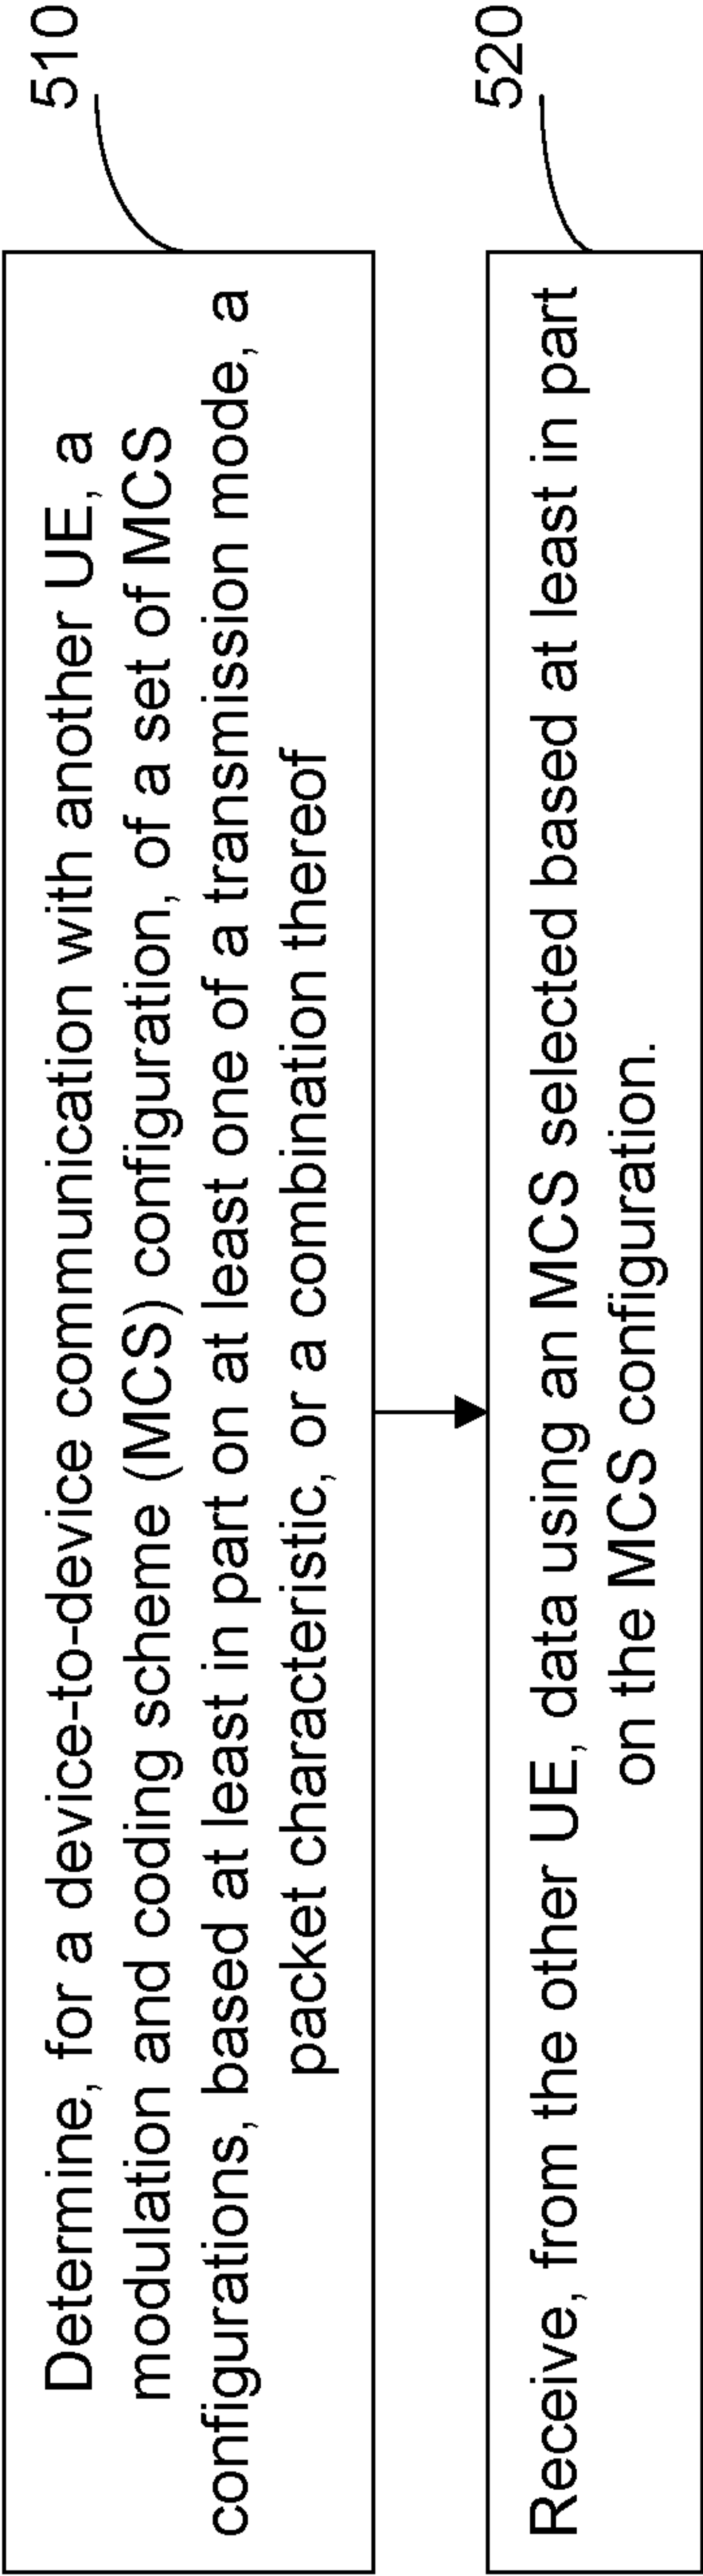 510
Determine, for a device-to-device communication with another UE, a
modulation and coding scheme (MCS) configuration, of a set of MCS
configurations, based at least in part on at least one of a transmission mode, a
packet characteristic, or a combination thereof
520
Receive, from the other UE, data using an MCS selected based at least in part
on the MCS configuration.